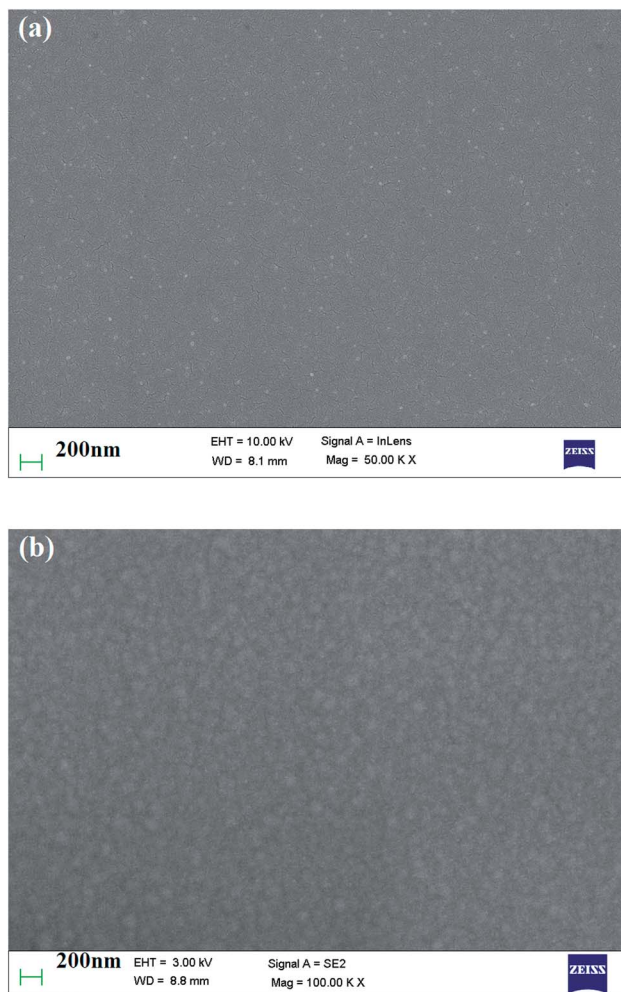 (a)
200nm
EHT = 10.00 kV Signal A = InLens
WD = 8.1 mm Mag = 50.00 K X
ZEISS
(b)
200nm
EHT = 3.00 kV Signal A = SE2
WD = 8.8 mm Mag = 100.00 K X
ZEISS